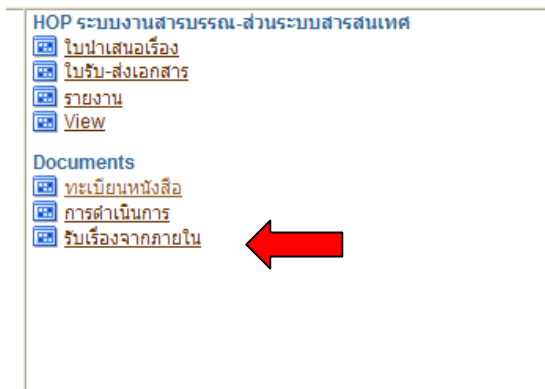 HOP ระบบงานสารบรรณ-ส่วนระบบสารสนเทศ
ใบนำเสนอเรื่อง
ใบรับ-ส่งเอกสาร
รายงาน
View
Documents
ทะเบียนหนังสือ
การดำเนินการ
รับเรื่องจากภายใน